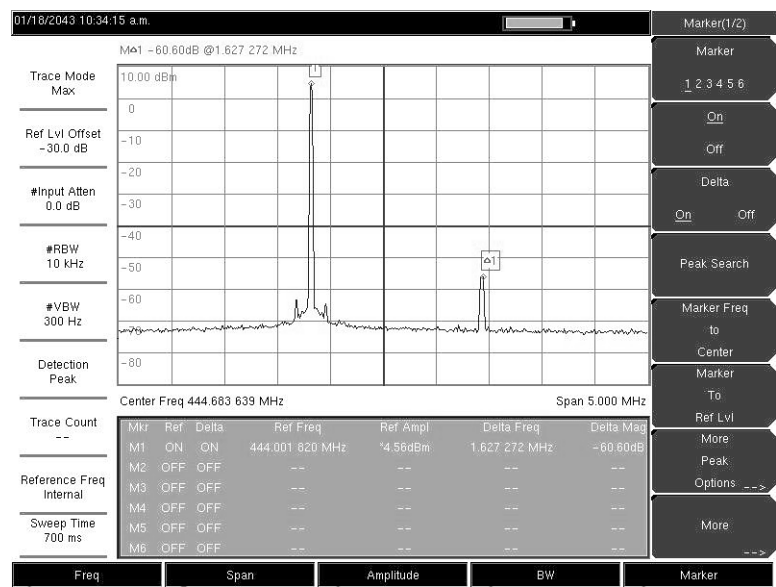 01/18/2043 10:34:15 a.m.
MΔ1 -60.60dB @1.627 272 MHz
Trace Mode
Max
Ref Lvl Offset
-30.0 dB
#Input Atten
0.0 dB
#RBW
10 kHz
#VBW
300 Hz
Detection
Peak
Trace Count
--
Reference Freq
Internal
Sweep Time
700 ms
10.00 dBm
0
-10
-20
-30
-40
-50
-60
-70
-80
1
Δ1
Center Freq 444.683 639 MHz
Span 5.000 MHz
Mkr Ref Delta Ref Freq Ref Ampl Delta Freq Delta Mag
M1 ON ON 444.001 820 MHz *4.56dBm 1.627 272 MHz -60.60dB
M2 OFF OFF -- -- -- --
M3 OFF OFF -- -- -- --
M4 OFF OFF -- -- -- --
M5 OFF OFF -- -- -- --
M6 OFF OFF -- -- -- --
Marker(1/2)
Marker
1 2 3 4 5 6
On
Off
Delta
On Off
Peak Search
Marker Freq
to
Center
Marker
To
Ref Lvl
More
Peak
Options -->
More
-->
Freq Span Amplitude BW Marker